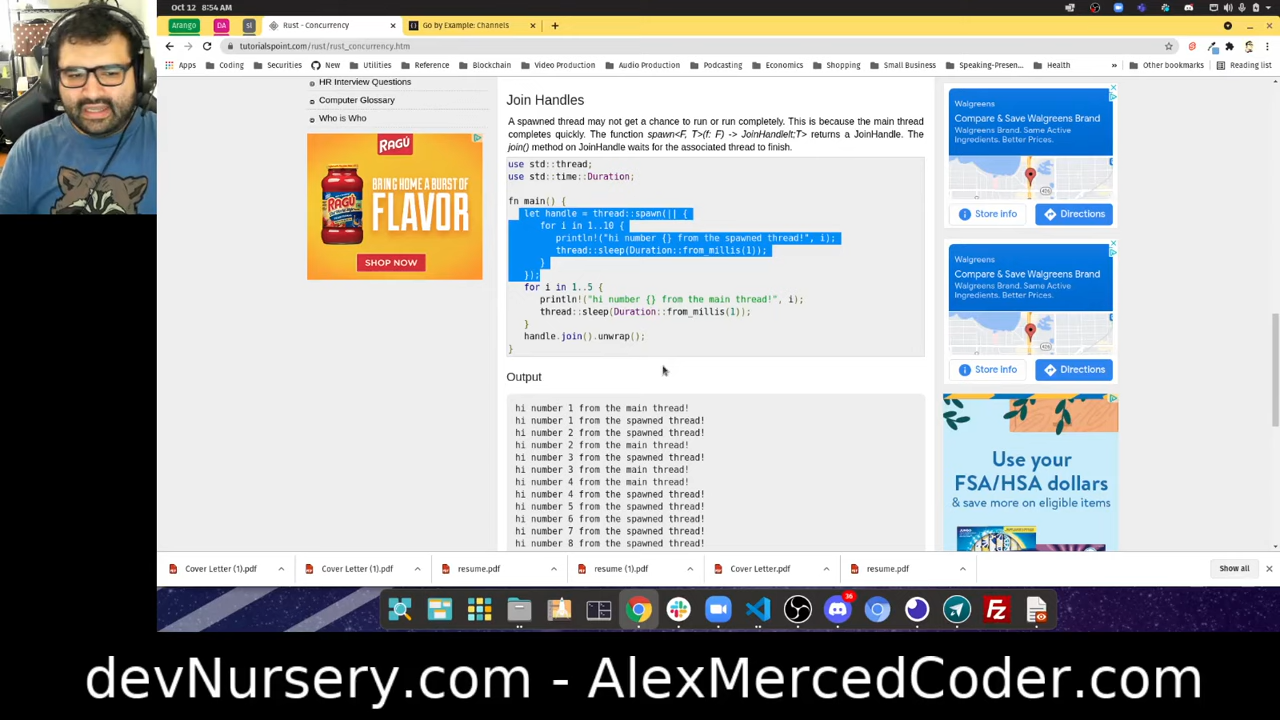 Oct 12 8:54 AM
Arango
DA
SI
Rust - Concurrency
Go by Example: Channels
tutorialspoint.com/rust/rust_concurrency.htm
Apps
Coding
Securities
New
Utilities
Reference
Blockchain
Video Production
Audio Production
Podcasting
Economics
Shopping
Small Business
Speaking-Presen...
Health
»
Other bookmarks
Reading list
HR Interview Questions
Computer Glossary
Who is Who
RAGÚ
BRING HOME A BURST OF
FLAVOR
SHOP NOW
Join Handles
A spawned thread may not get a chance to run or run completely. This is because the main thread
completes quickly. The function spawn<F, T>(f: F) -> JoinHandlelt;T> returns a JoinHandle. The
join() method on JoinHandle waits for the associated thread to finish.
use std::thread;
use std::time::Duration;
fn main() {
let handle = thread::spawn(|| {
for i in 1..10 {
println!("hi number {} from the spawned thread!", i);
thread::sleep(Duration::from_millis(1));
}
});
for i in 1..5 {
println!("hi number {} from the main thread!", i);
thread::sleep(Duration::from_millis(1));
}
handle.join().unwrap();
}
Output
hi number 1 from the main thread!
hi number 1 from the spawned thread!
hi number 2 from the spawned thread!
hi number 2 from the main thread!
hi number 3 from the spawned thread!
hi number 3 from the main thread!
hi number 4 from the main thread!
hi number 4 from the spawned thread!
hi number 5 from the spawned thread!
hi number 6 from the spawned thread!
hi number 7 from the spawned thread!
hi number 8 from the spawned thread!
Walgreens
Compare & Save Walgreens Brand
Walgreens Brand. Same Active
Ingredients. Better Prices.
Store info
Directions
Walgreens
Compare & Save Walgreens Brand
Walgreens Brand. Same Active
Ingredients. Better Prices.
Store info
Directions
Use your
FSA/HSA dollars
& save more on eligible items
Cover Letter (1).pdf
Cover Letter (1).pdf
resume.pdf
resume (1).pdf
Cover Letter.pdf
resume.pdf
Show all
36
devNursery.com - AlexMercedCoder.com